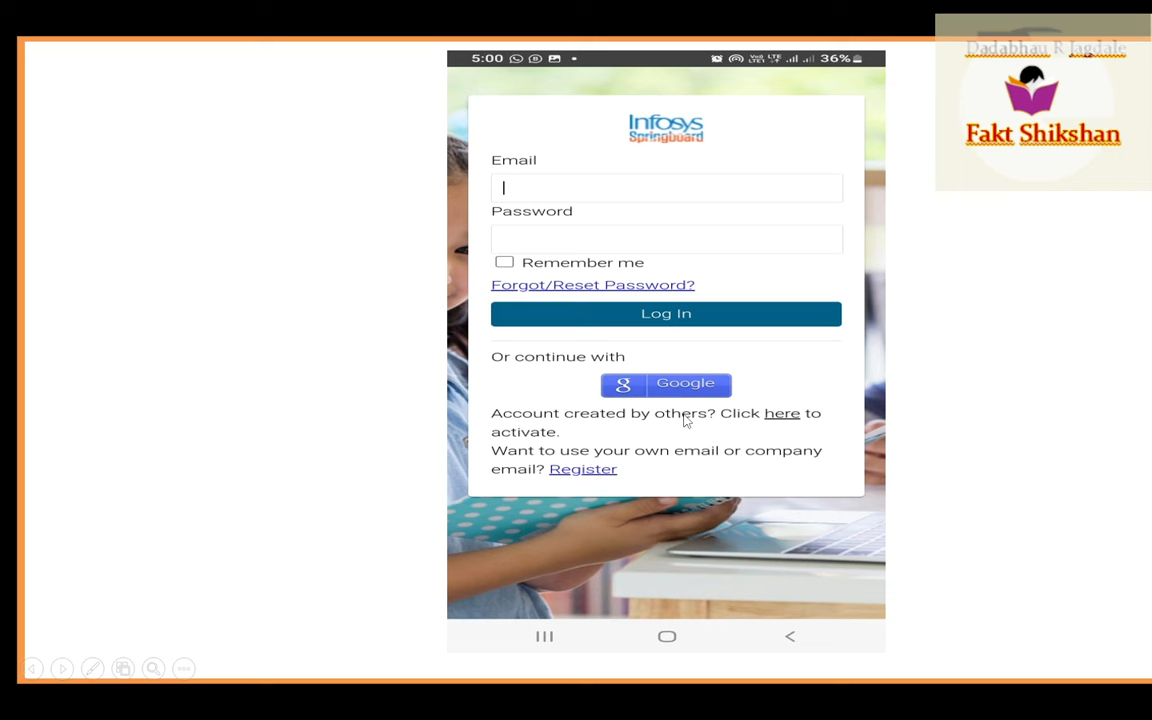 Dadabhau R Jagdale
Fakt Shikshan
5:00 36%
Infosys
Springboard
Email
Password
Remember me
Forgot/Reset Password?
Log In
Or continue with
8 Google
Account created by others? Click here to
activate.
Want to use your own email or company
email? Register